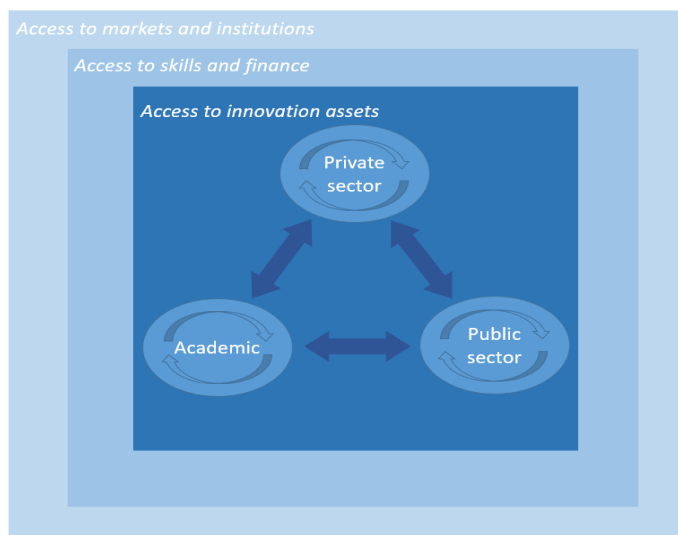 Access to markets and institutions
Access to skills and finance
Access to innovation assets
Private
sector
Academic
Public
sector